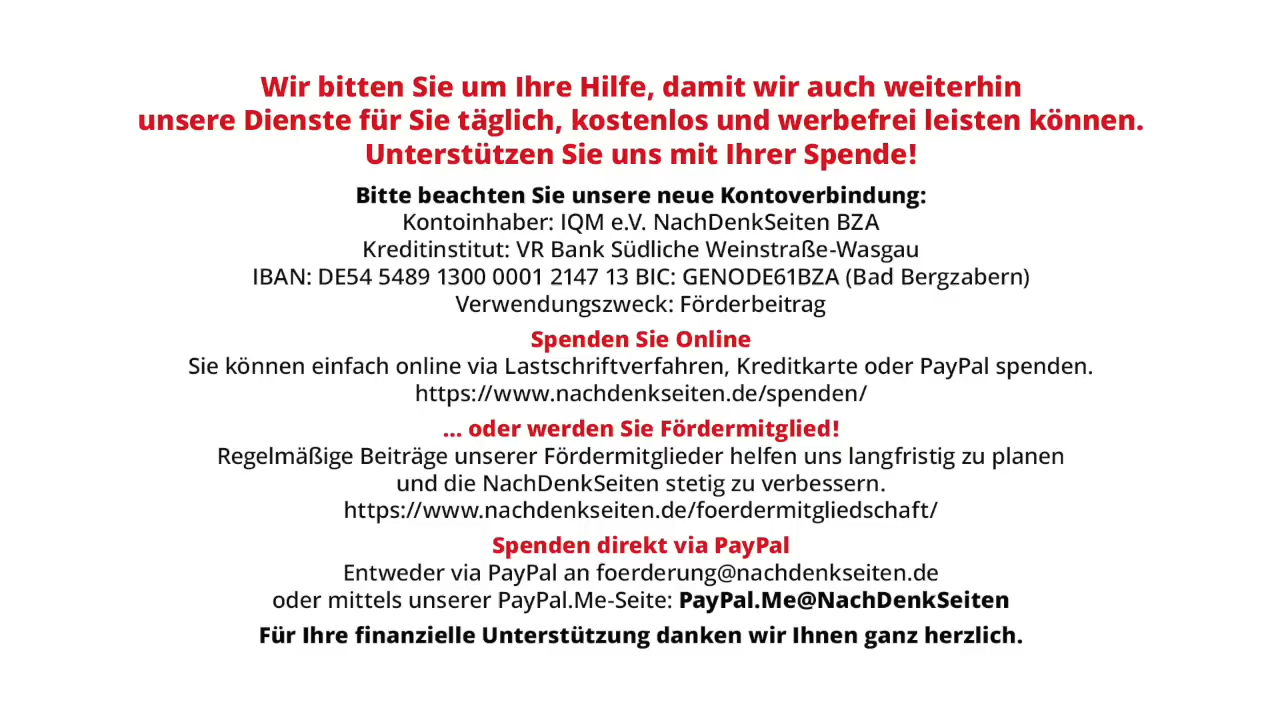 Wir bitten Sie um Ihre Hilfe, damit wir auch weiterhin
unsere Dienste für Sie täglich, kostenlos und werbefrei leisten können.
Unterstützen Sie uns mit Ihrer Spende!
Bitte beachten Sie unsere neue Kontoverbindung:
Kontoinhaber: IQM e.V. NachDenkSeiten BZA
Kreditinstitut: VR Bank Südliche Weinstraße-Wasgau
IBAN: DE54 5489 1300 0001 2147 13 BIC: GENODE61BZA (Bad Bergzabern)
Verwendungszweck: Förderbeitrag
Spenden Sie Online
Sie können einfach online via Lastschriftverfahren, Kreditkarte oder PayPal spenden.
https://www.nachdenkseiten.de/spenden/
... oder werden Sie Fördermitglied!
Regelmäßige Beiträge unserer Fördermitglieder helfen uns langfristig zu planen
und die NachDenkSeiten stetig zu verbessern.
https://www.nachdenkseiten.de/foerdermitgliedschaft/
Spenden direkt via PayPal
Entweder via PayPal an foerderung@nachdenkseiten.de
oder mittels unserer PayPal.Me-Seite: PayPal.Me@NachDenkSeiten
Für Ihre finanzielle Unterstützung danken wir Ihnen ganz herzlich.